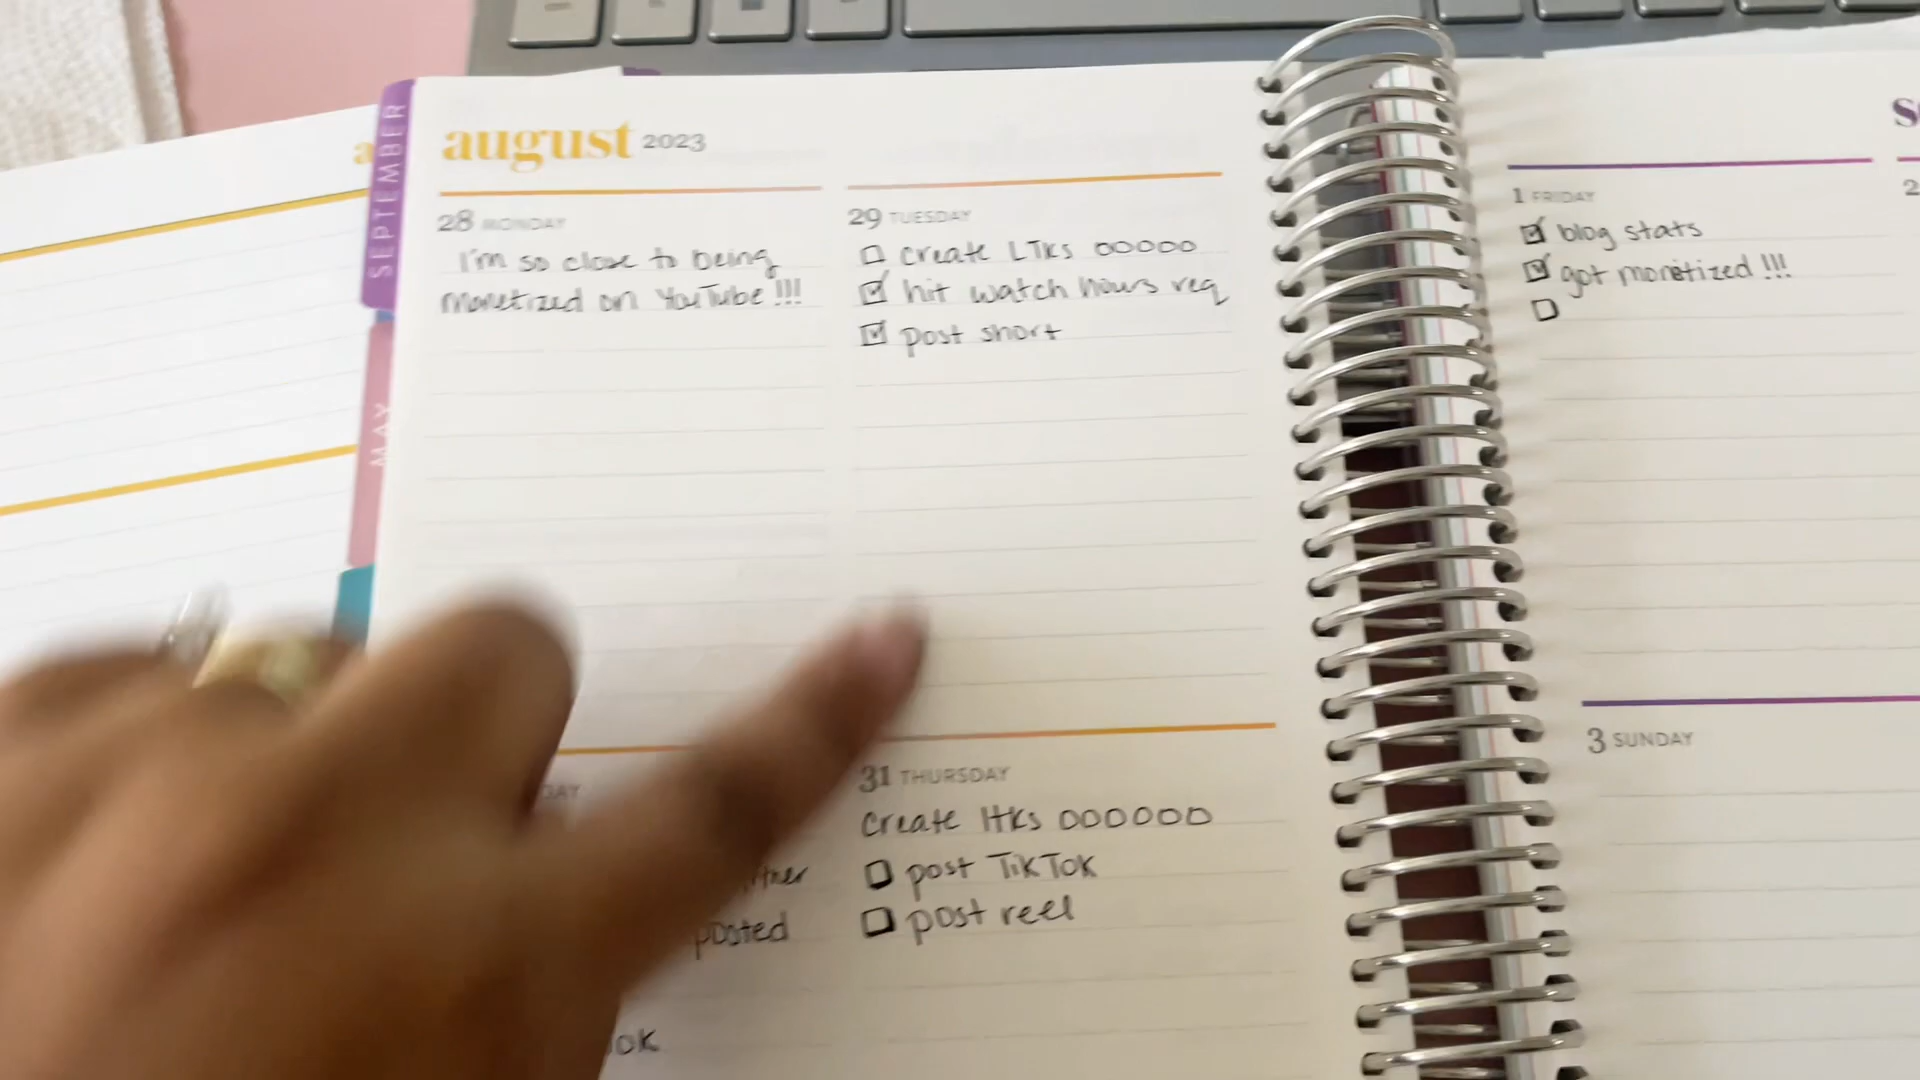 SEPTEMBER
MAY
august 2023
28 MONDAY
I'm so close to being
monetized on YouTube!!!
29 TUESDAY
create LTKs
hit watch hours req
post short
DAY
posted
OK
31 THURSDAY
Create ltks
post TikTok
post reel
1 FRIDAY
blog stats
got monetized!!!
3 SUNDAY